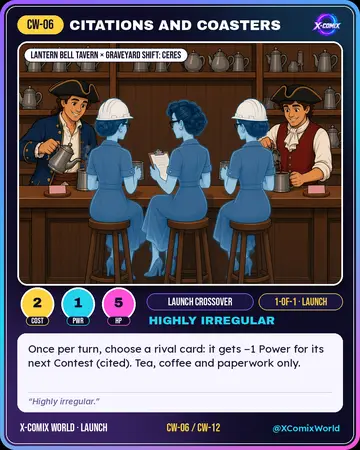 CW-06 CITATIONS AND COASTERS X-COMIX
LANTERN BELL TAVERN × GRAVEYARD SHIFT: CERES
2 1 5 LAUNCH CROSSOVER 1-OF-1 · LAUNCH
COST PWR HP HIGHLY IRREGULAR
Once per turn, choose a rival card: it gets −1 Power for its
next Contest (cited). Tea, coffee and paperwork only.
"Highly irregular."
X-COMIX WORLD · LAUNCH CW-06 / CW-12 @XComixWorld